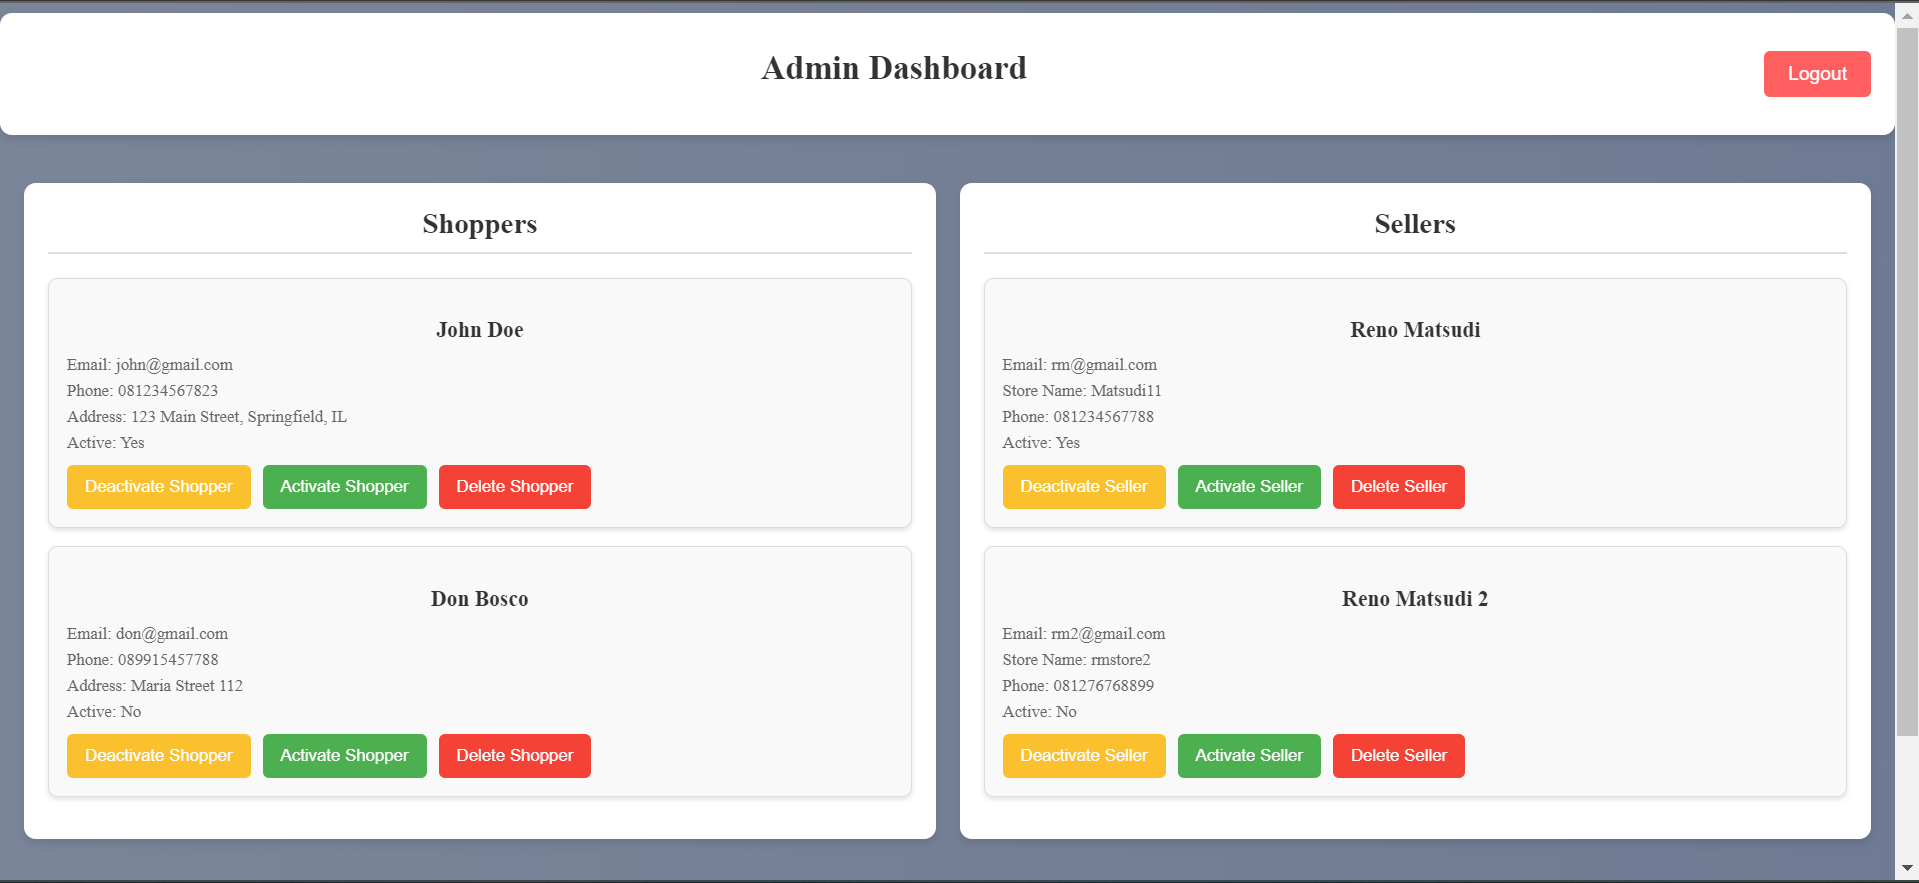 Admin Dashboard
Logout
Shoppers
John Doe
Email: john@gmail.com
Phone: 081234567823
Address: 123 Main Street, Springfield, IL
Active: Yes
Deactivate Shopper Activate Shopper Delete Shopper
Don Bosco
Email: don@gmail.com
Phone: 089915457788
Address: Maria Street 112
Active: No
Deactivate Shopper Activate Shopper Delete Shopper
Sellers
Reno Matsudi
Email: rm@gmail.com
Store Name: Matsudi11
Phone: 081234567788
Active: Yes
Deactivate Seller Activate Seller Delete Seller
Reno Matsudi 2
Email: rm2@gmail.com
Store Name: rmstore2
Phone: 081276768899
Active: No
Deactivate Seller Activate Seller Delete Seller